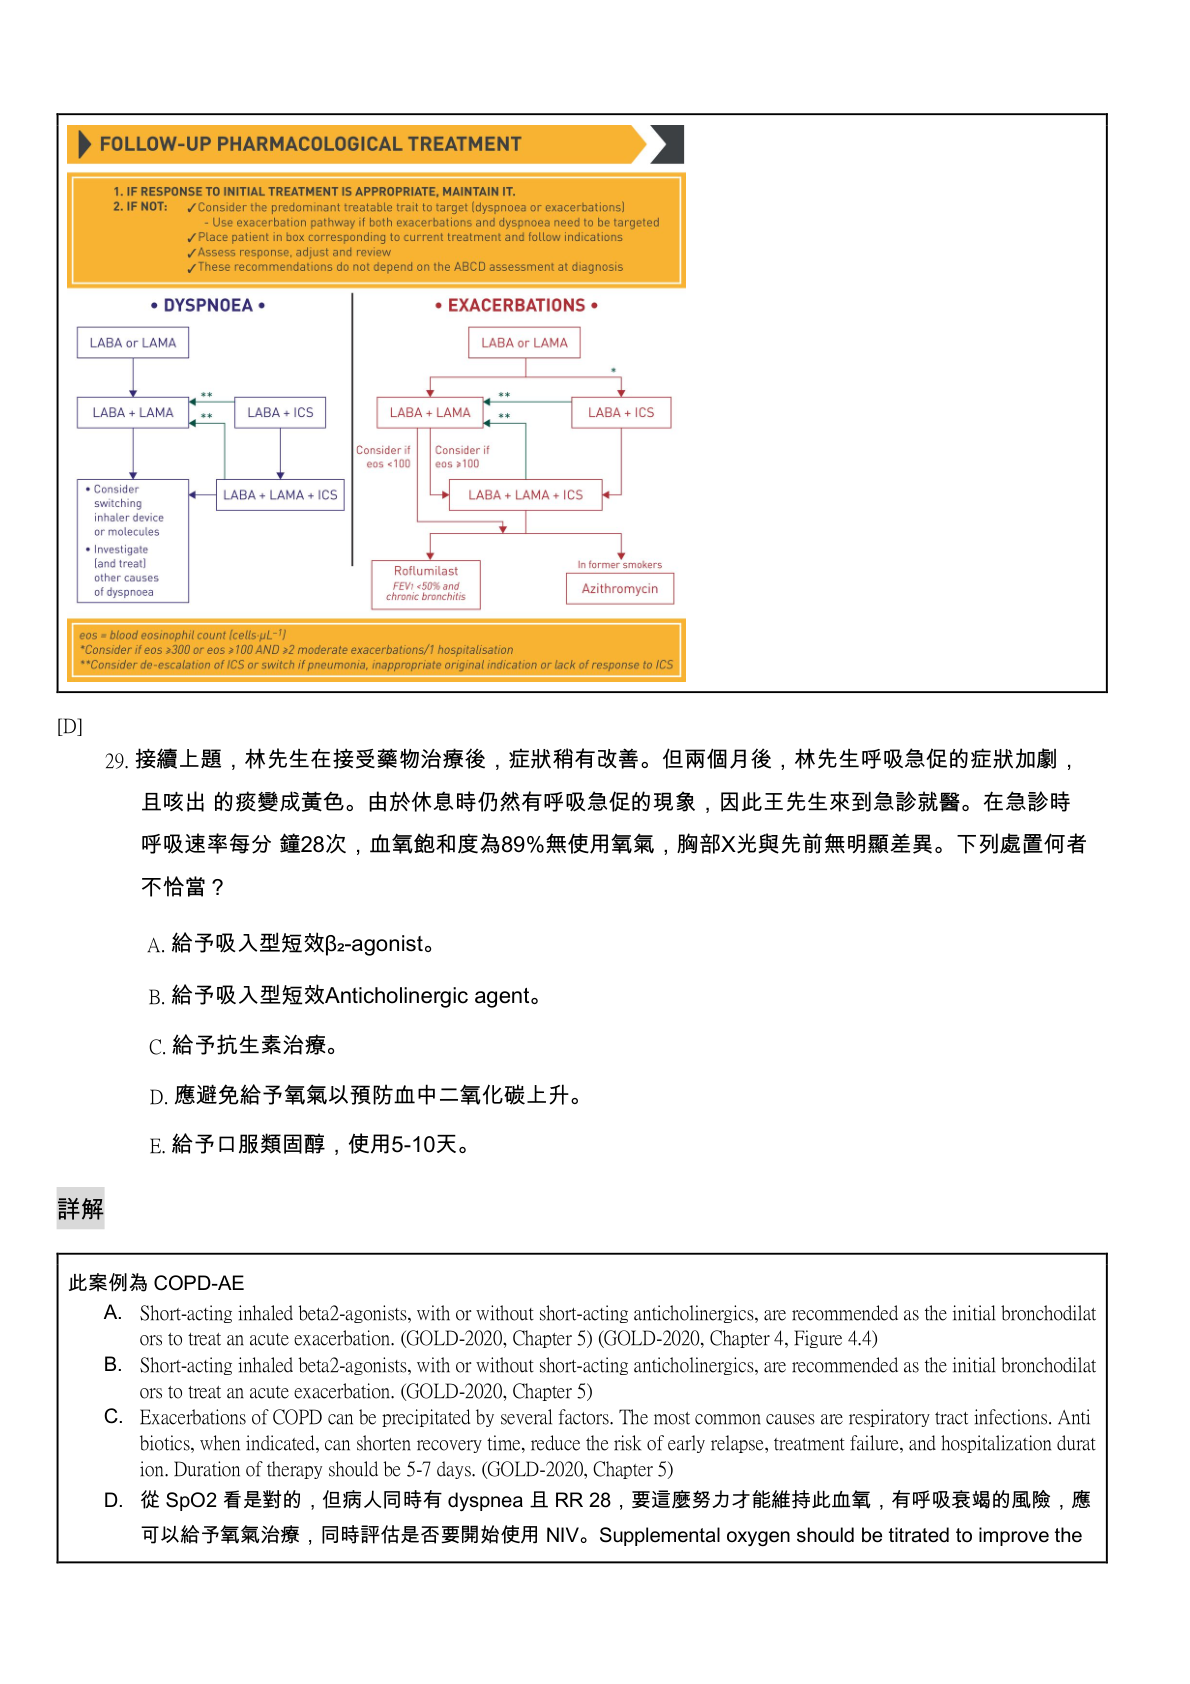 FOLLOW-UP PHARMACOLOGICAL TREATMENT
1. IF RESPONSE TO INITIAL TREATMENT IS APPROPRIATE, MAINTAIN IT.
2. IF NOT: ✓Consider the predominant treatable trait to target (dyspnoea or exacerbations)
- Use exacerbation pathway if both exacerbations and dyspnoea need to be targeted
✓Place patient in box corresponding to current treatment and follow indications
✓Assess response, adjust and review
✓These recommendations do not depend on the ABCD assessment at diagnosis
• DYSPNOEA •
LABA or LAMA
**
LABA + LAMA
**
LABA + ICS
• Consider
switching
inhaler device
or molecules
• Investigate
(and treat)
other causes
of dyspnoea
LABA + LAMA + ICS
• EXACERBATIONS •
LABA or LAMA
*
**
LABA + LAMA
**
LABA + ICS
Consider if
eos <100
Consider if
eos ≥100
LABA + LAMA + ICS
Roflumilast
FEV₁ <50% and
chronic bronchitis
In former smokers
Azithromycin
eos = blood eosinophil count (cells·µL⁻¹)
*Consider if eos ≥300 or eos ≥100 AND ≥2 moderate exacerbations/1 hospitalisation
**Consider de-escalation of ICS or switch if pneumonia, inappropriate original indication or lack of response to ICS
[D]
29. 接續上題，林先生在接受藥物治療後，症狀稍有改善。但兩個月後，林先生呼吸急促的症狀加劇，
且咳出 的痰變成黃色。由於休息時仍然有呼吸急促的現象，因此王先生來到急診就醫。在急診時
呼吸速率每分 鐘28次，血氧飽和度為89%無使用氧氣，胸部X光與先前無明顯差異。下列處置何者
不恰當？
A. 給予吸入型短效β₂-agonist。
B. 給予吸入型短效Anticholinergic agent。
C. 給予抗生素治療。
D. 應避免給予氧氣以預防血中二氧化碳上升。
E. 給予口服類固醇，使用5-10天。
詳解
此案例為 COPD-AE
A. Short-acting inhaled beta2-agonists, with or without short-acting anticholinergics, are recommended as the initial bronchodilat
ors to treat an acute exacerbation. (GOLD-2020, Chapter 5) (GOLD-2020, Chapter 4, Figure 4.4)
B. Short-acting inhaled beta2-agonists, with or without short-acting anticholinergics, are recommended as the initial bronchodilat
ors to treat an acute exacerbation. (GOLD-2020, Chapter 5)
C. Exacerbations of COPD can be precipitated by several factors. The most common causes are respiratory tract infections. Anti
biotics, when indicated, can shorten recovery time, reduce the risk of early relapse, treatment failure, and hospitalization durat
ion. Duration of therapy should be 5-7 days. (GOLD-2020, Chapter 5)
D. 從 SpO2 看是對的，但病人同時有 dyspnea 且 RR 28，要這麼努力才能維持此血氧，有呼吸衰竭的風險，應
可以給予氧氣治療，同時評估是否要開始使用 NIV。Supplemental oxygen should be titrated to improve the